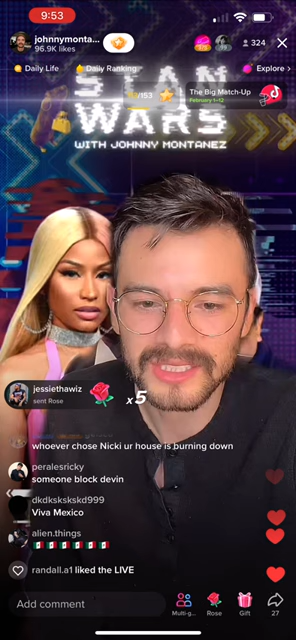 9:53
johnnymonta...
96.9K likes
324
Daily Life
Daily Ranking
Explore >
STAN
WARS
WITH JOHNNY MONTANEZ
/153
The Big Match-Up
February 1-12
jessiethawiz
sent Rose
x5
whoever chose Nicki ur house is burning down
peralesricky
someone block devin
dkdkskskskd999
Viva Mexico
alien.things
🇲🇽 🇲🇽 🇲🇽 🇲🇽 🇲🇽
randall.a1 liked the LIVE
Add comment
Multi-g...
Rose
Gift
27